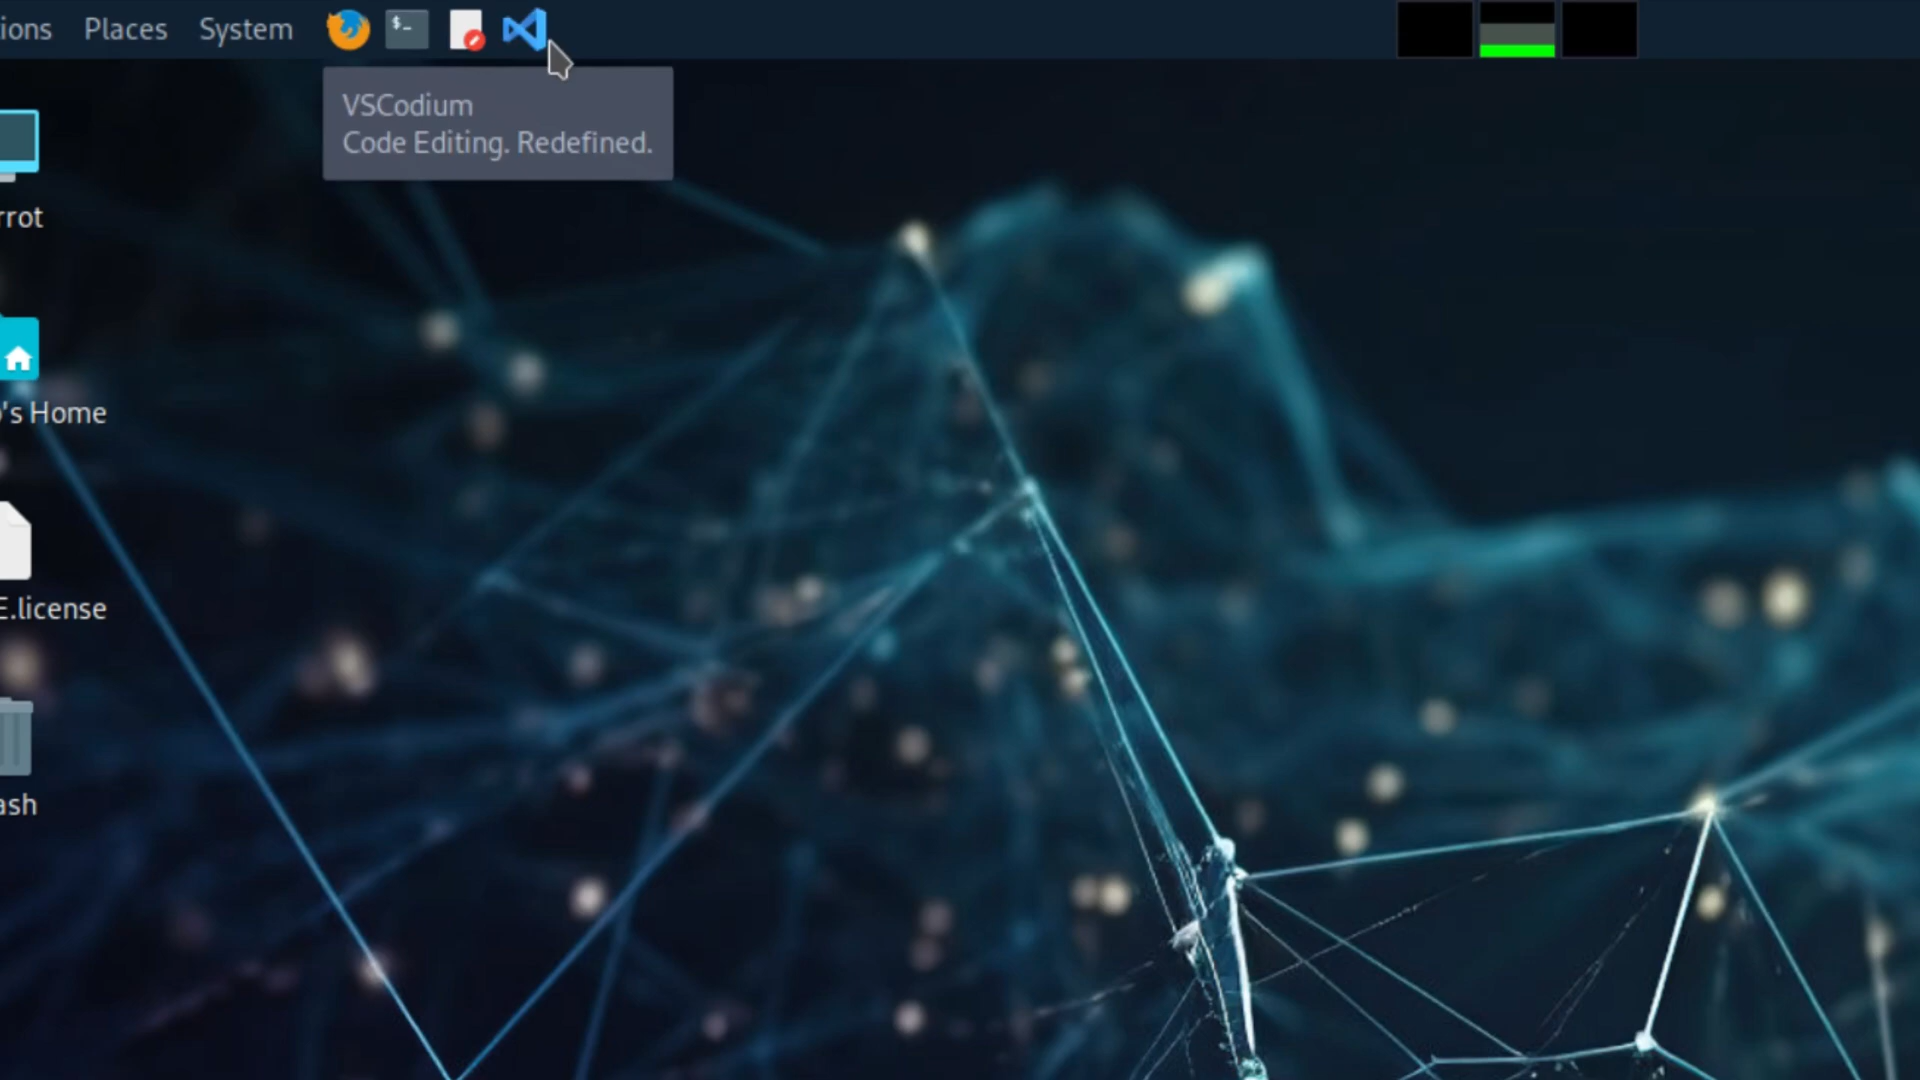 ions Places System $-
VSCodium
Code Editing. Redefined.
rrot
's Home
E.license
ash